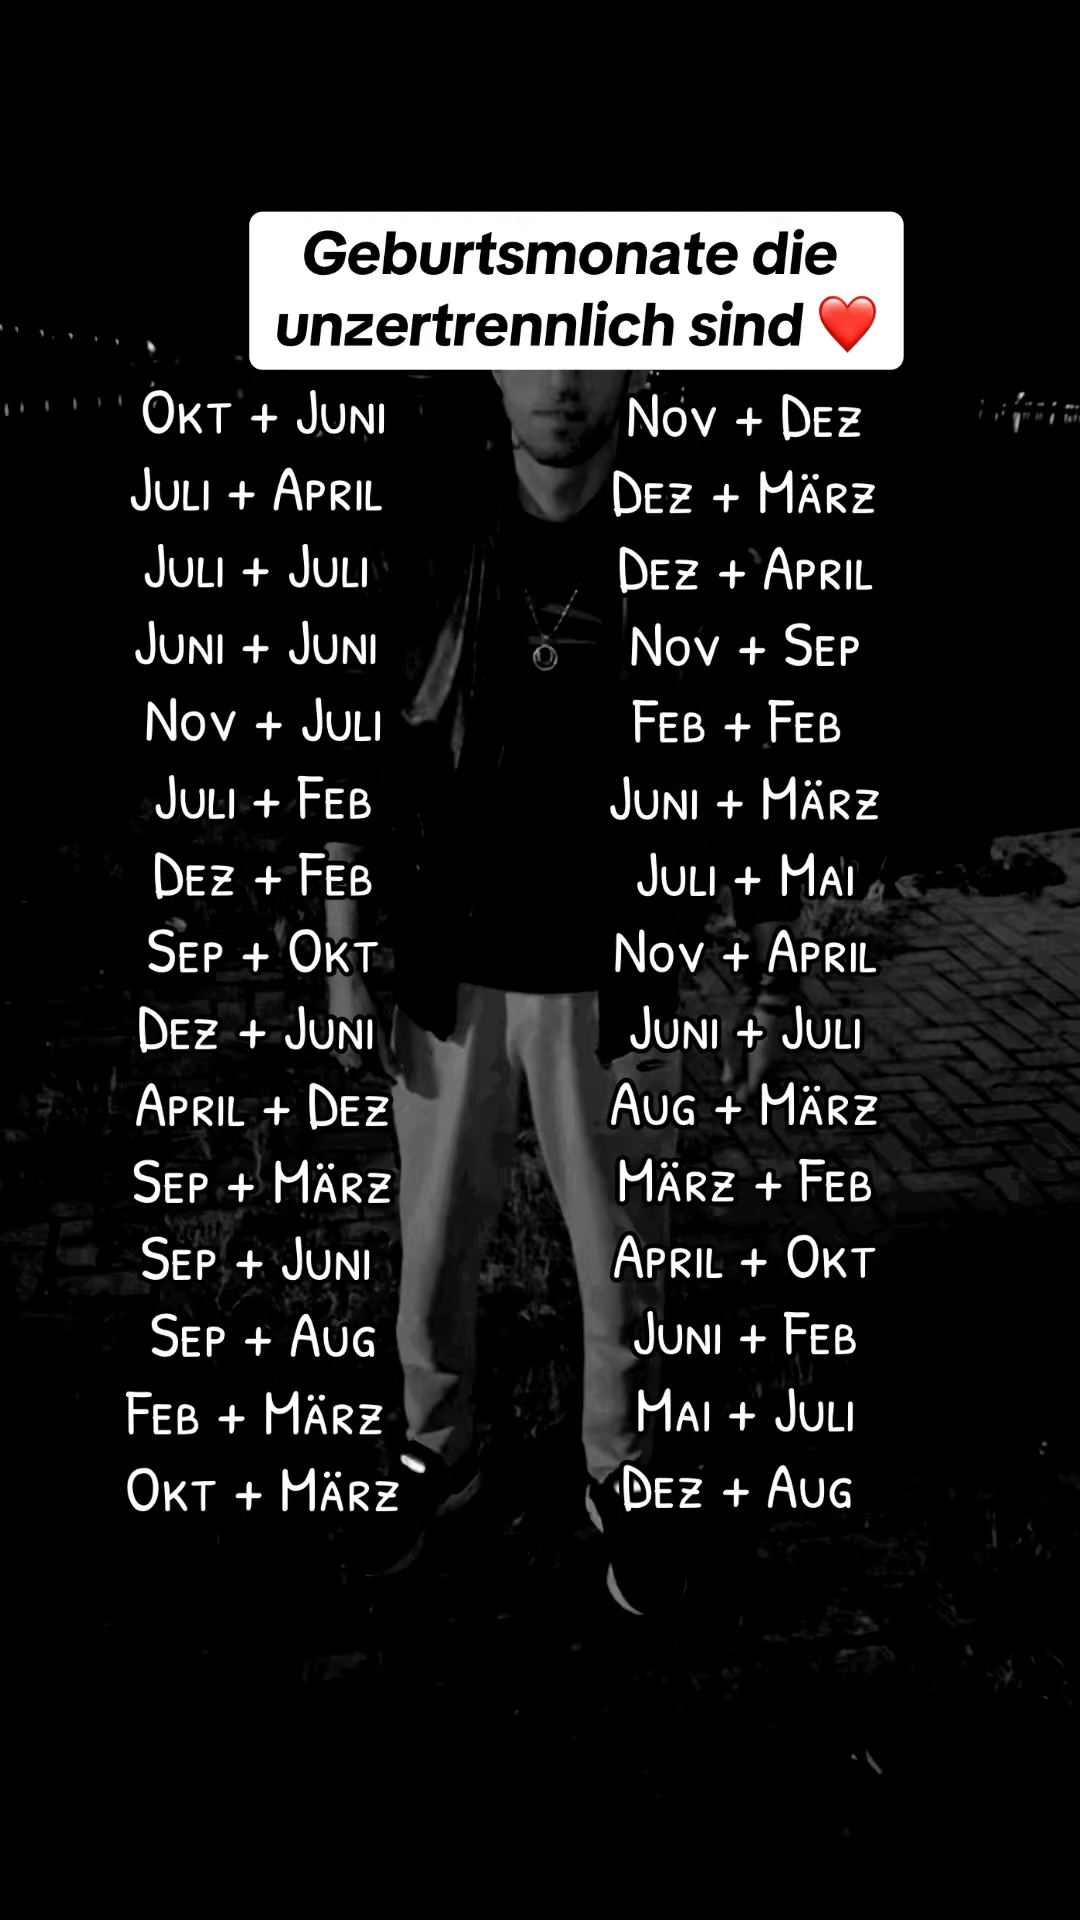 Geburtsmonate die
unzertrennlich sind ❤️
Okt + Juni
Juli + April
Juli + Juli
Juni + Juni
Nov + Juli
Juli + Feb
Dez + Feb
Sep + Okt
Dez + Juni
April + Dez
Sep + März
Sep + Juni
Sep + Aug
Feb + März
Okt + März
Nov + Dez
Dez + März
Dez + April
Nov + Sep
Feb + Feb
Juni + März
Juli + Mai
Nov + April
Juni + Juli
Aug + März
März + Feb
April + Okt
Juni + Feb
Mai + Juli
Dez + Aug